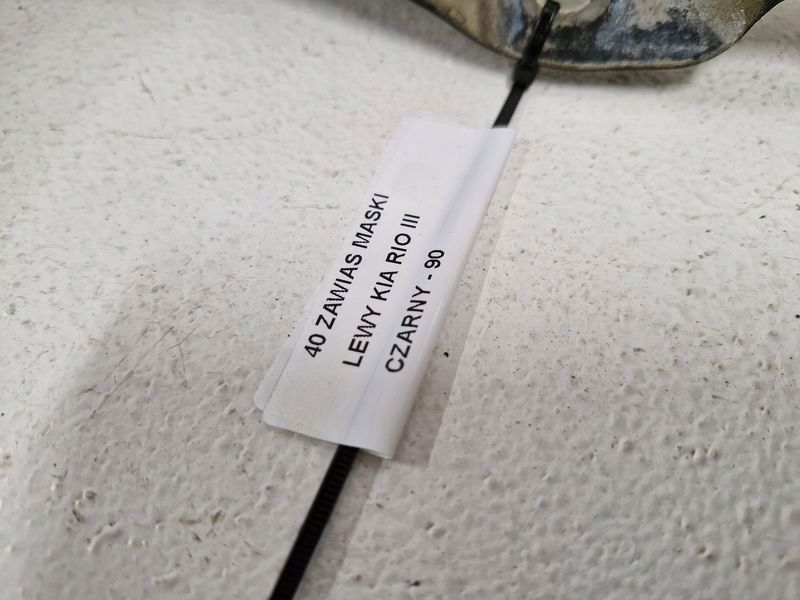 40 ZAWIAS MASKI
LEWY KIA RIO III
CZARNY - 90